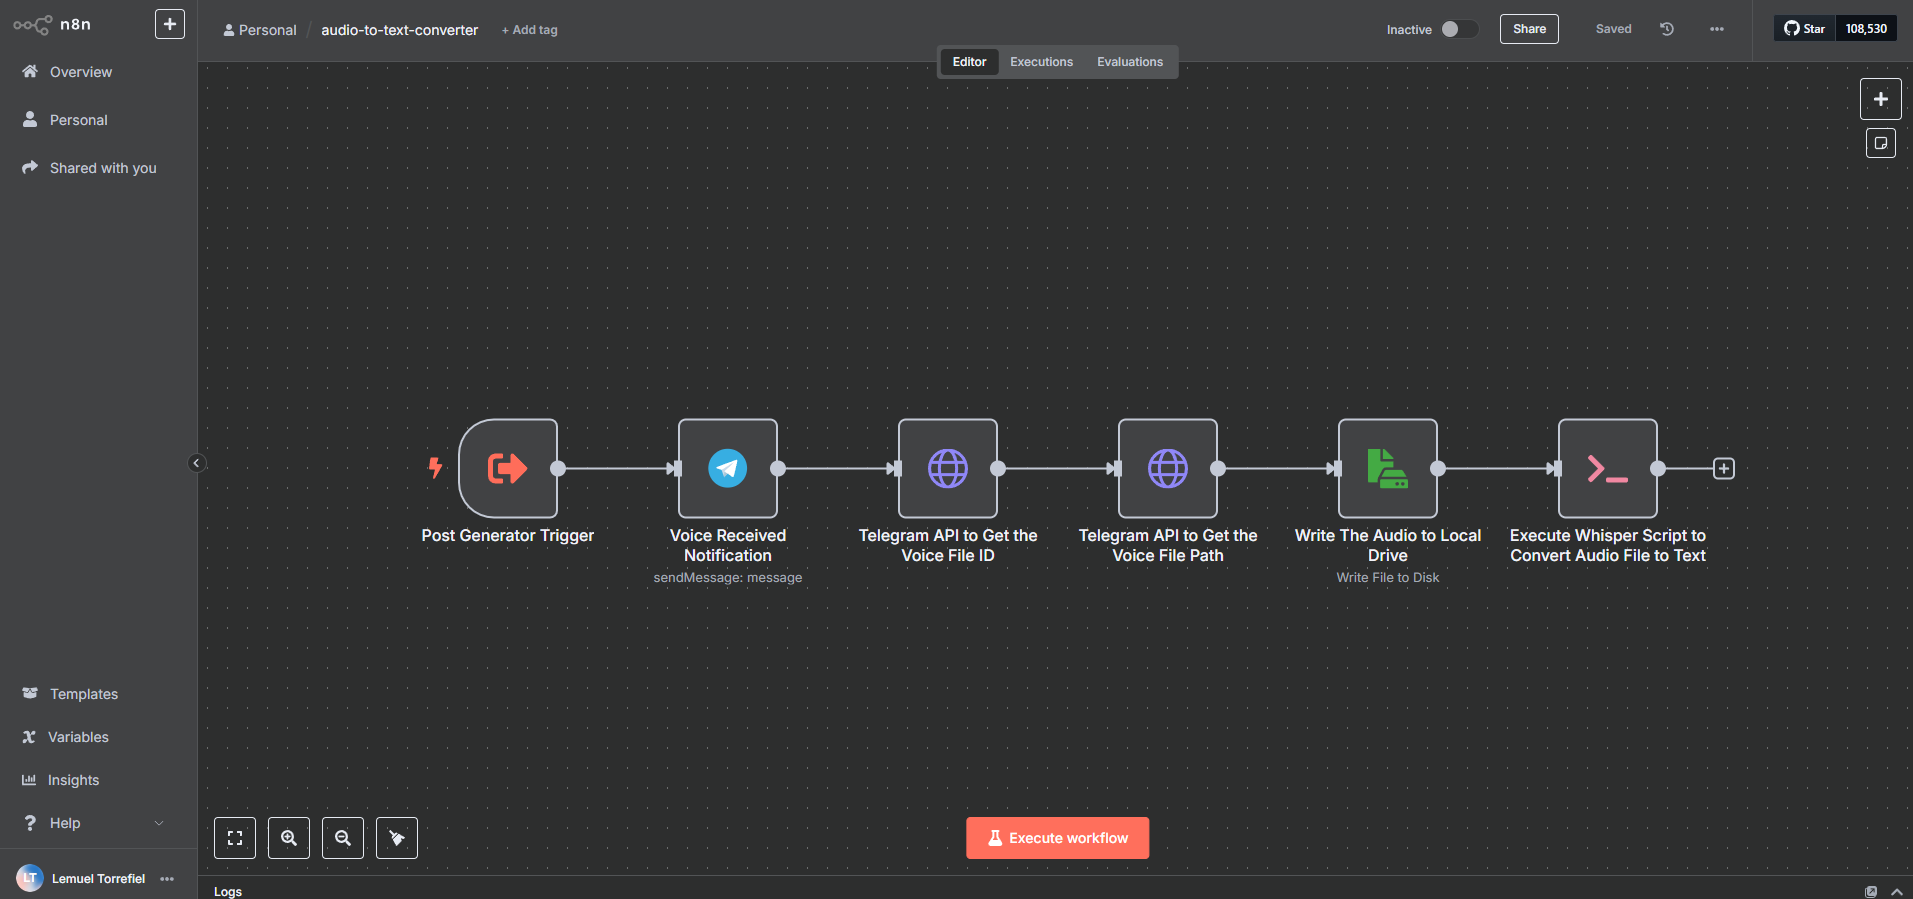 n8n
Personal / audio-to-text-converter + Add tag
Inactive
Share
Saved
Star 108,530
Editor Executions Evaluations
Overview
Personal
Shared with you
Post Generator Trigger
Voice Received
Notification
sendMessage: message
Telegram API to Get the
Voice File ID
Telegram API to Get the
Voice File Path
Write The Audio to Local
Drive
Write File to Disk
Execute Whisper Script to
Convert Audio File to Text
Templates
Variables
Insights
Help
Execute workflow
LT Lemuel Torrefiel
Logs